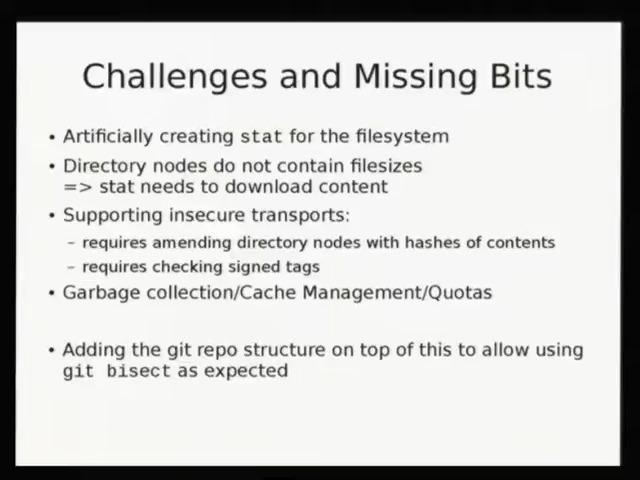 Challenges and Missing Bits
• Artificially creating stat for the filesystem
• Directory nodes do not contain filesizes
=> stat needs to download content
• Supporting insecure transports:
– requires amending directory nodes with hashes of contents
– requires checking signed tags
• Garbage collection/Cache Management/Quotas
• Adding the git repo structure on top of this to allow using
git bisect as expected